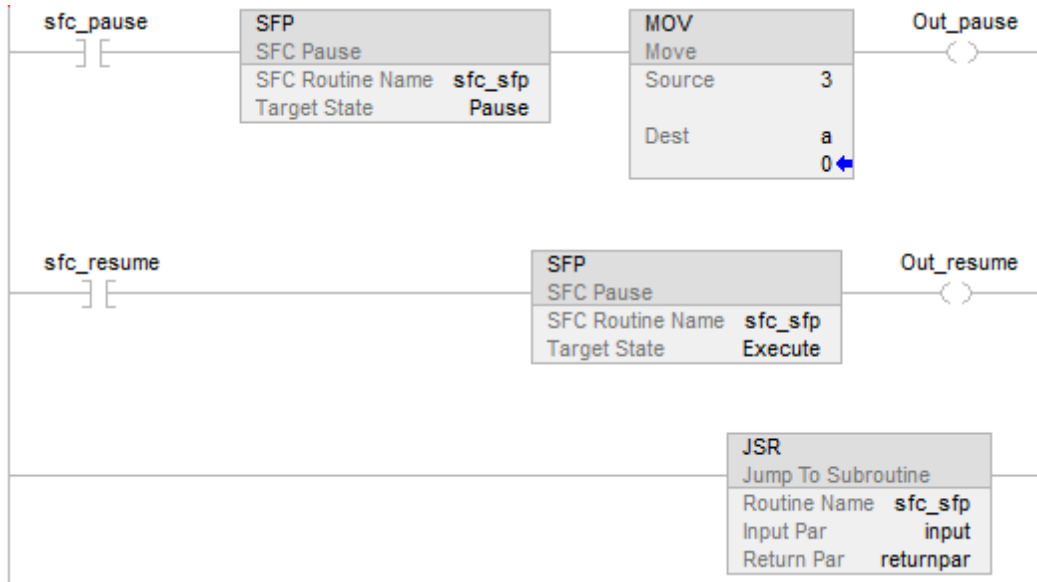 sfc_pause
SFP
SFC Pause
SFC Routine Name sfc_sfp
Target State Pause
MOV
Move
Source 3
Dest a
0
Out_pause
sfc_resume
SFP
SFC Pause
SFC Routine Name sfc_sfp
Target State Execute
Out_resume
JSR
Jump To Subroutine
Routine Name sfc_sfp
Input Par input
Return Par returnpar